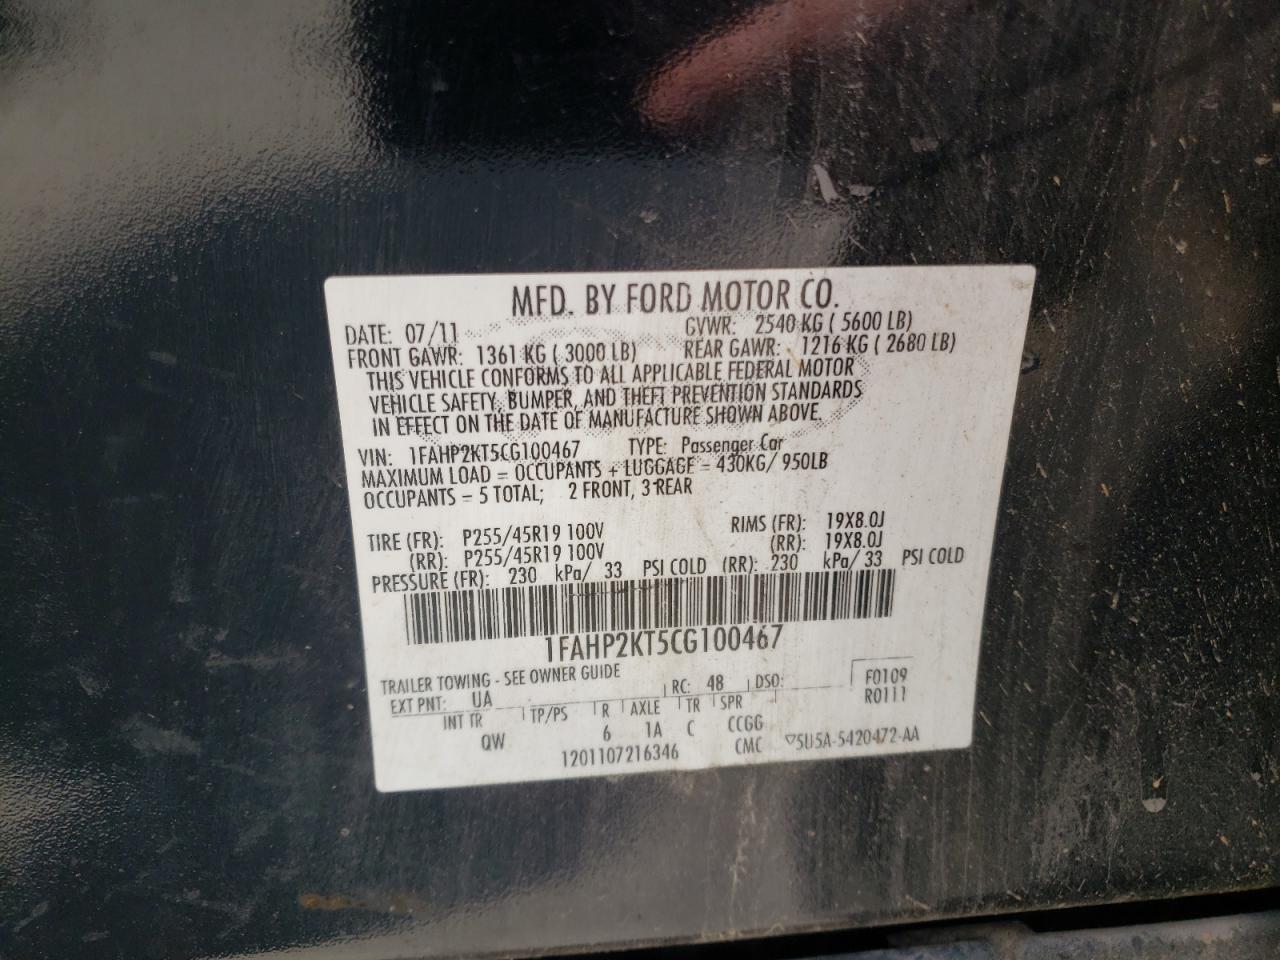 MFD. BY FORD MOTOR CO.
DATE: 07/11 GVWR: 2540 KG ( 5600 LB)
FRONT GAWR: 1361 KG ( 3000 LB) REAR GAWR: 1216 KG ( 2680 LB)
THIS VEHICLE CONFORMS TO ALL APPLICABLE FEDERAL MOTOR
VEHICLE SAFETY, BUMPER, AND THEFT PREVENTION STANDARDS
IN EFFECT ON THE DATE OF MANUFACTURE SHOWN ABOVE.
VIN: 1FAHP2KT5CG100467 TYPE: Passenger Car
MAXIMUM LOAD = OCCUPANTS + LUGGAGE = 430KG/ 950LB
OCCUPANTS = 5 TOTAL; 2 FRONT, 3 REAR
TIRE (FR): P255/45R19 100V RIMS (FR): 19X8.0J
(RR): P255/45R19 100V (RR): 19X8.0J
PRESSURE (FR): 230 kPa/ 33 PSI COLD (RR): 230 kPa/ 33 PSI COLD
1FAHP2KT5CG100467
TRAILER TOWING - SEE OWNER GUIDE
EXT PNT: UA RC: 48 DSO: F0109
R0111
INT TR TP/PS R AXLE TR SPR
QW 6 1A C CCGG
1201107216346 CMC ▽5U5A-5420472-AA